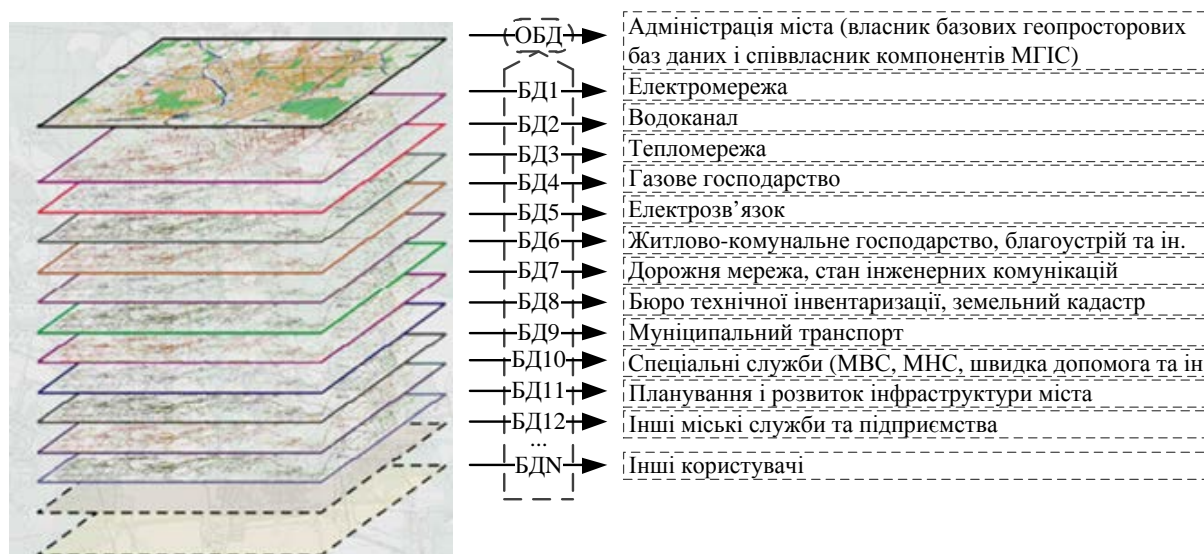 ОБД Адміністрація міста (власник базових геопросторових
баз даних і співвласник компонентів МГІС)
БД1 Електромережа
БД2 Водоканал
БД3 Тепломережа
БД4 Газове господарство
БД5 Електрозв’язок
БД6 Житлово-комунальне господарство, благоустрій та ін.
БД7 Дорожня мережа, стан інженерних комунікацій
БД8 Бюро технічної інвентаризації, земельний кадастр
БД9 Муніципальний транспорт
БД10 Спеціальні служби (МВС, МНС, швидка допомога та ін
БД11 Планування і розвиток інфраструктури міста
БД12 Інші міські служби та підприємства
...
БДN Інші користувачі